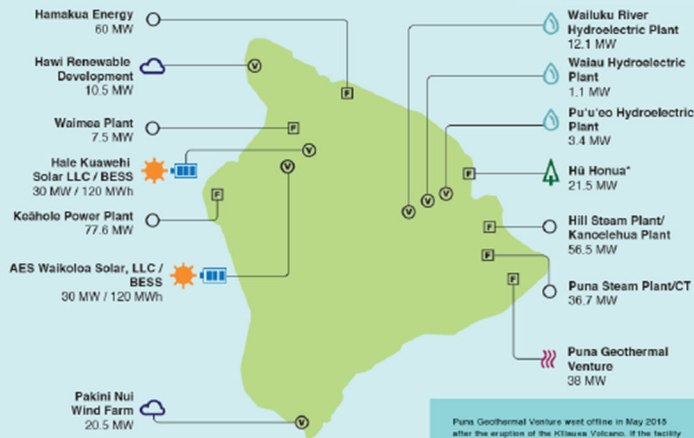 Hamakua Energy
60 MW
Hawi Renewable
Development
10.5 MW
Waimea Plant
7.5 MW
Hale Kuawehi
Solar LLC / BESS
30 MW / 120 MWh
Keāhole Power Plant
77.6 MW
AES Waikoloa Solar, LLC /
BESS
30 MW / 120 MWh
Pakini Nui
Wind Farm
20.5 MW
F
V
F
V
V
F
V
V
V
V
F
F
F
F
Wailuku River
Hydroelectric Plant
12.1 MW
Waiau Hydroelectric
Plant
1.1 MW
Pu'u'eo Hydroelectric
Plant
3.4 MW
Hū Honua*
21.5 MW
Hill Steam Plant/
Kanoelehua Plant
56.5 MW
Puna Steam Plant/CT
36.7 MW
Puna Geothermal
Venture
38 MW
Puna Geothermal Venture went offline in May 2018
after the eruption of the Kīlauea Volcano. If the facility